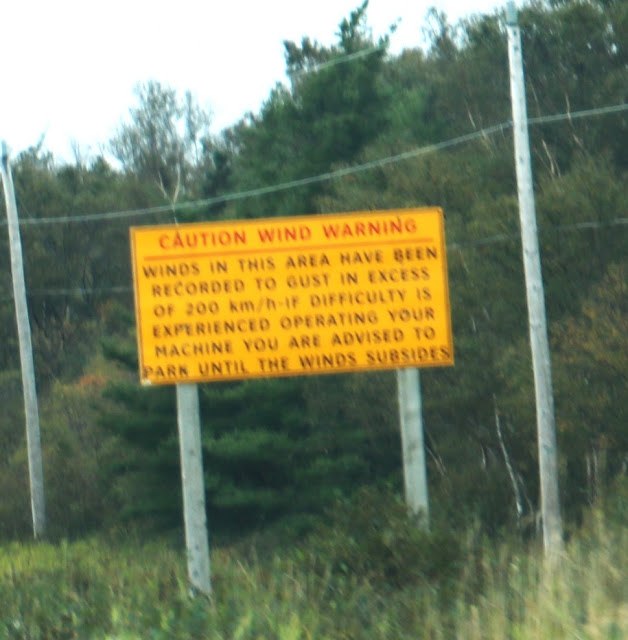 CAUTION WIND WARNING
WINDS IN THIS AREA HAVE BEEN
RECORDED TO GUST IN EXCESS
OF 200 km/h-IF DIFFICULTY IS
EXPERIENCED OPERATING YOUR
MACHINE YOU ARE ADVISED TO
PARK UNTIL THE WINDS SUBSIDES